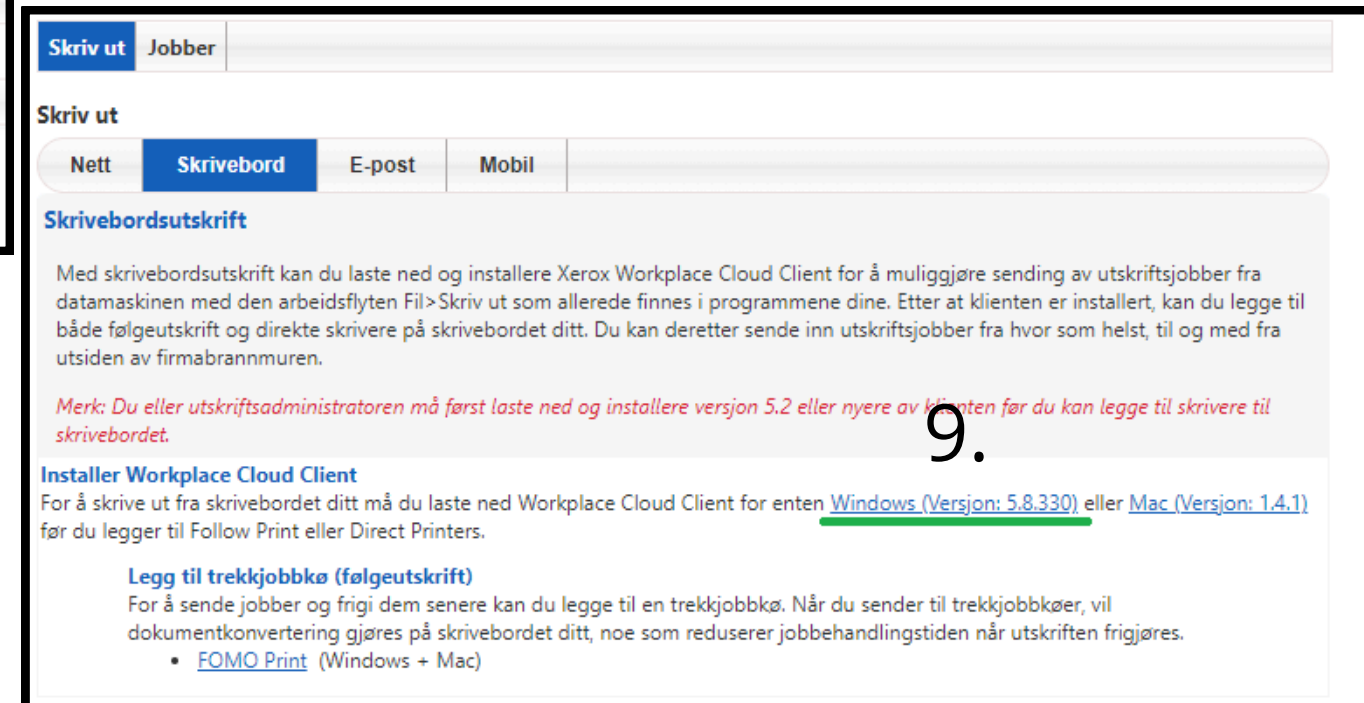 Skriv ut Jobber
Skriv ut
Nett Skrivebord E-post Mobil
Skrivebordsutskrift
Med skrivebordsutskrift kan du laste ned og installere Xerox Workplace Cloud Client for å muliggjøre sending av utskriftsjobber fra
datamaskinen med den arbeidsflyten Fil>Skriv ut som allerede finnes i programmene dine. Etter at klienten er installert, kan du legge til
både følgeutskrift og direkte skrivere på skrivebordet ditt. Du kan deretter sende inn utskriftsjobber fra hvor som helst, til og med fra
utsiden av firmabrannmuren.
Merk: Du eller utskriftsadministratoren må først laste ned og installere versjon 5.2 eller nyere av klienten før du kan legge til skrivere til
skrivebordet.
9.
Installer Workplace Cloud Client
For å skrive ut fra skrivebordet ditt må du laste ned Workplace Cloud Client for enten Windows (Versjon: 5.8.330) eller Mac (Versjon: 1.4.1)
før du legger til Follow Print eller Direct Printers.
Legg til trekkjobbkø (følgeutskrift)
For å sende jobber og frigi dem senere kan du legge til en trekkjobbkø. Når du sender til trekkjobbkøer, vil
dokumentkonvertering gjøres på skrivebordet ditt, noe som reduserer jobbehandlingstiden når utskriften frigjøres.
• FOMO Print (Windows + Mac)